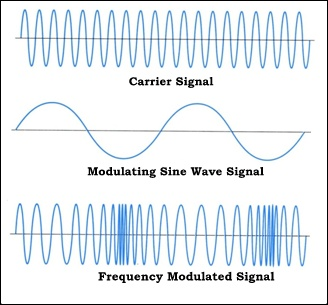 Carrier Signal
Modulating Sine Wave Signal
Frequency Modulated Signal